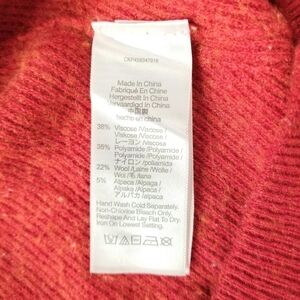 Made In China
Fabriqué En China
Hergestellt In China
Vervaardigd In China
中国製
hecho en china
38% Viscose /Viscose /
Viskose /Viscose /
レーヨン /Viscosa
35% Polyamide /Polyamide /
Polyamid /Polyamide /
ナイロン /poliamida
22% Wool /Laine /Wolle /
Wol /毛 /lana
5% Alpaca /Alpaga /
Alpaka /Alpaca /
アルパカ /alpaca
Hand Wash Cold Separately.
Non-Chlorine Bleach Only.
Reshape And Lay Flat To Dry.
Iron On Lowest Setting.